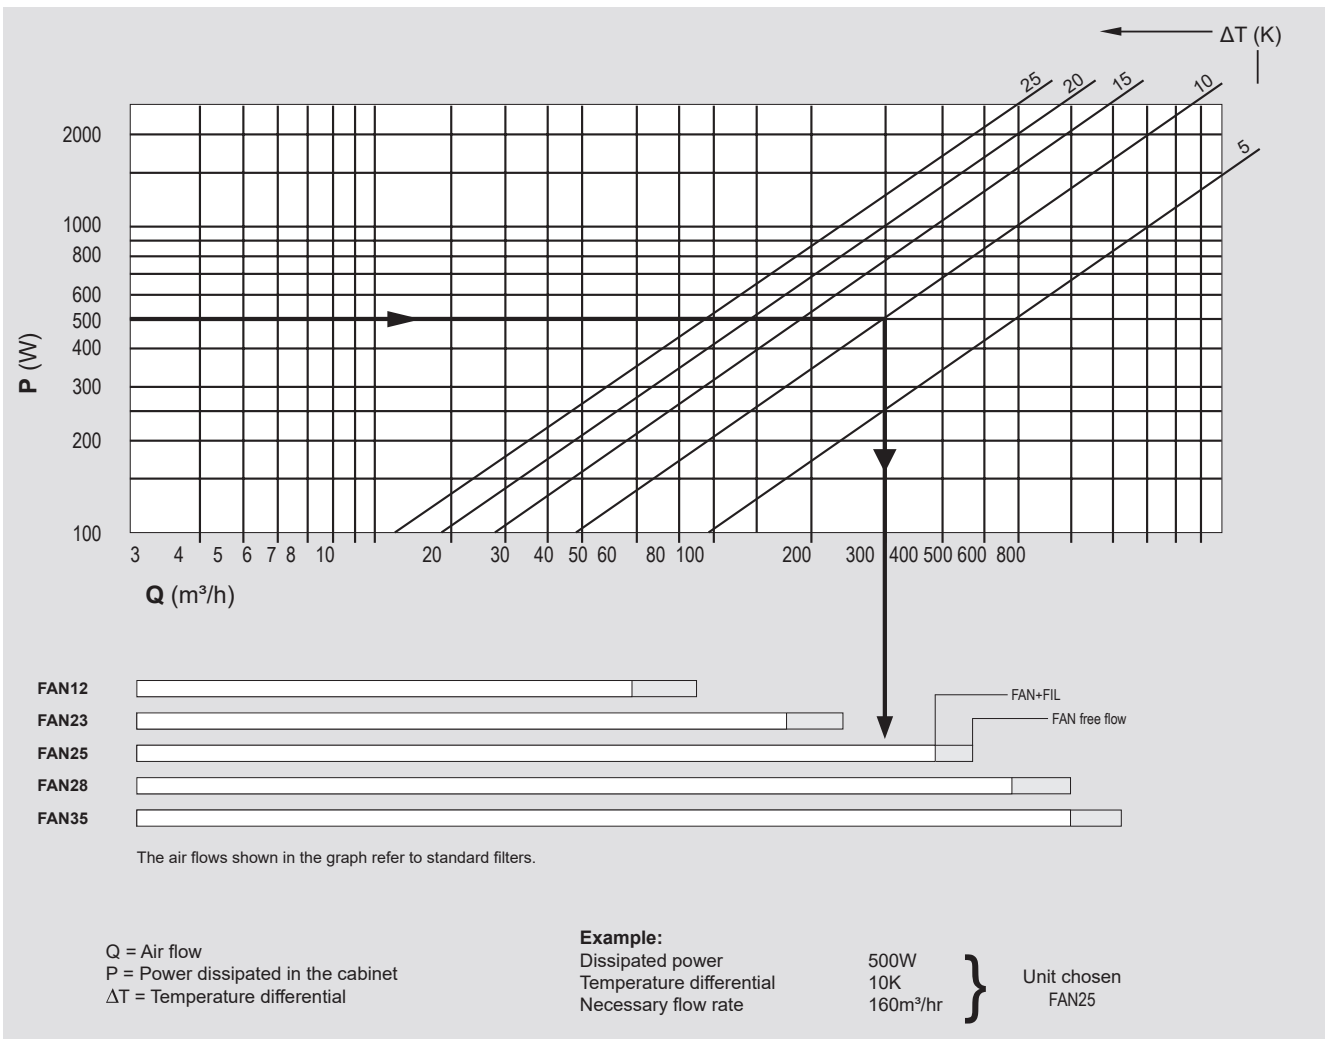 ΔT (K)
25
20
15
10
5
2000
1000
800
600
500
400
300
200
100
P (W)
3 4 5 6 7 8 10 20 30 40 50 60 80 100 200 300 400 500 600 800
Q (m³/h)
FAN12
FAN+FIL
FAN23
FAN free flow
FAN25
FAN28
FAN35
The air flows shown in the graph refer to standard filters.
Q = Air flow
P = Power dissipated in the cabinet
ΔT = Temperature differential
Example:
Dissipated power 500W
Temperature differential 10K
Necessary flow rate 160m³/hr
}
Unit chosen
FAN25